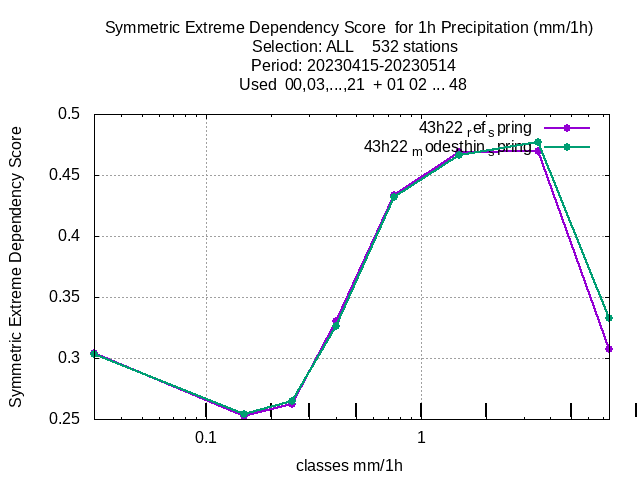 Symmetric Extreme Dependency Score  for 1h Precipitation (mm/1h)
Selection: ALL    532 stations
Period: 20230415-20230514
Used  00,03,...,21  + 01 02 ... 48
43h22 ref spring
43h22 modesthin spring
Symmetric Extreme Dependency Score
0.5
0.45
0.4
0.35
0.3
0.25
0.1
1
classes mm/1h